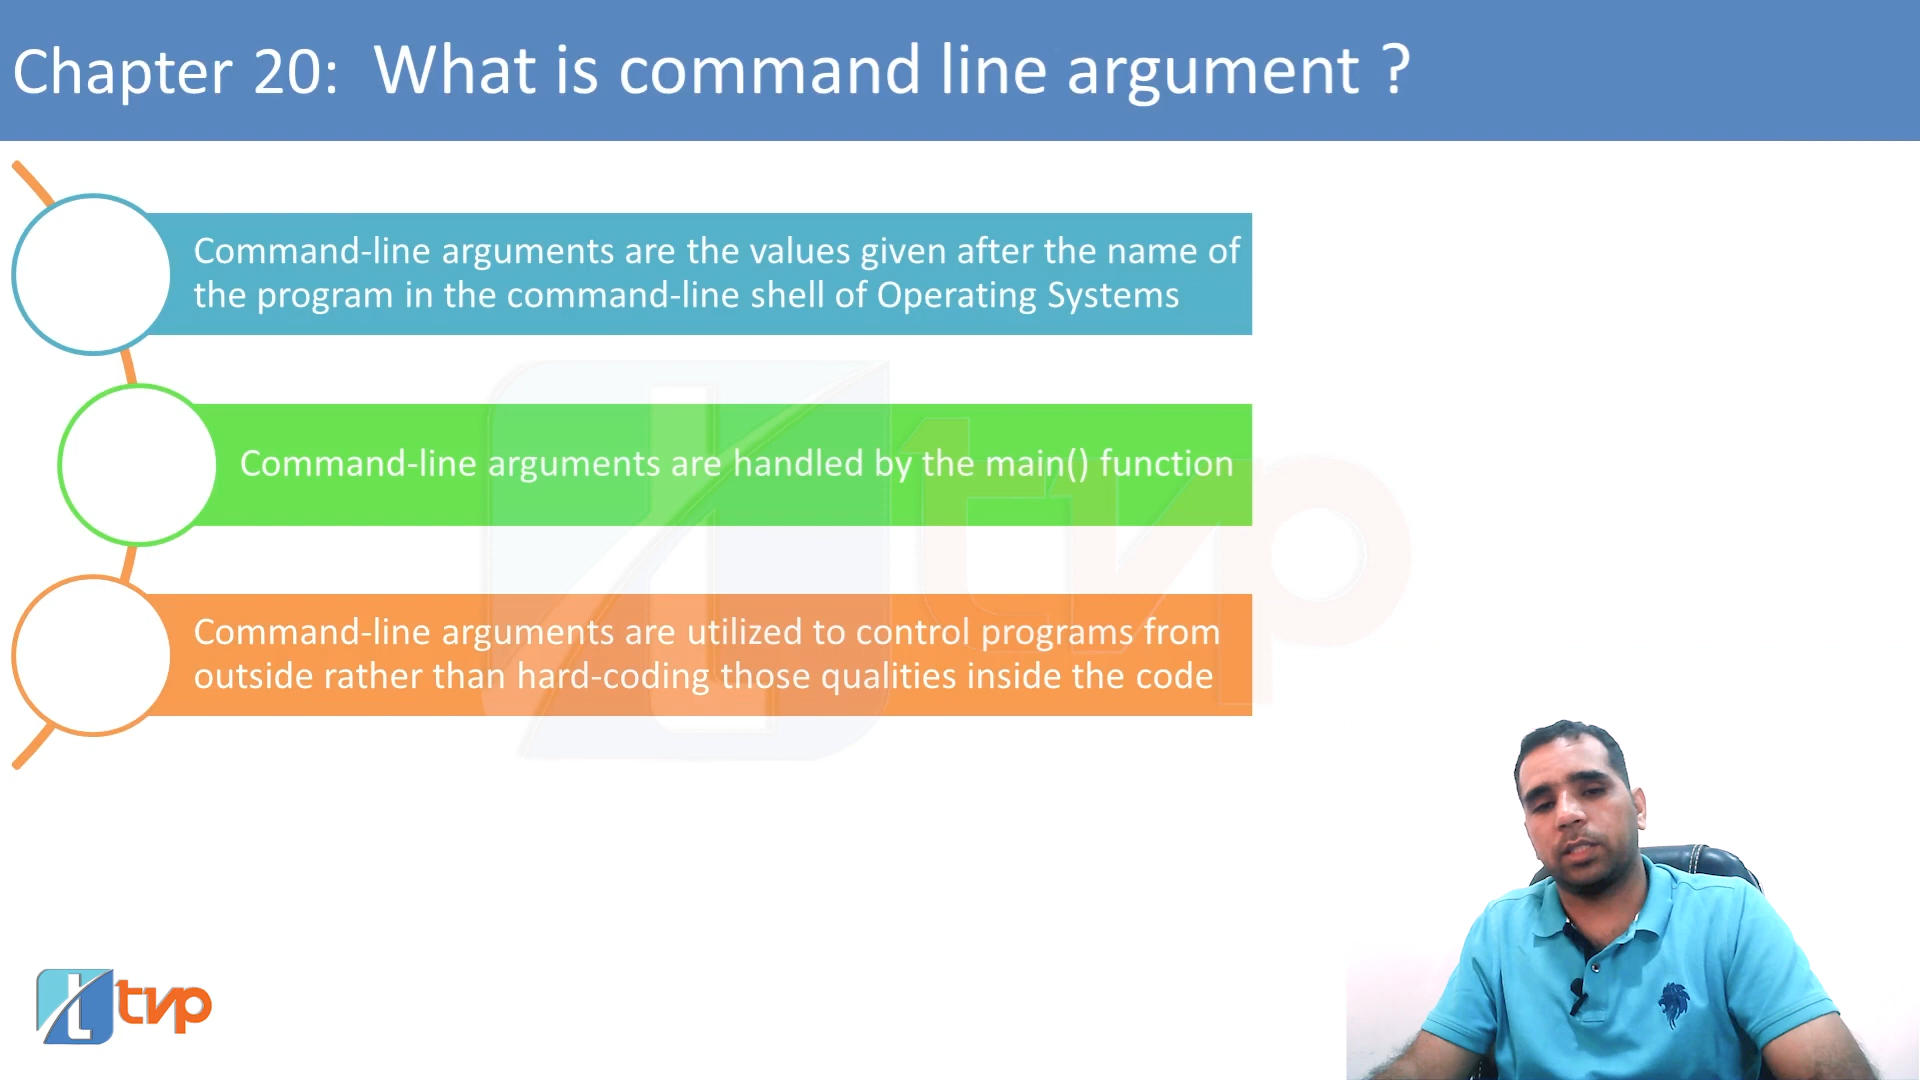 Chapter 20: What is command line argument ?
Command-line arguments are the values given after the name of
the program in the command-line shell of Operating Systems
Command-line arguments are handled by the main() function
Command-line arguments are utilized to control programs from
outside rather than hard-coding those qualities inside the code
t tvp
t tvp